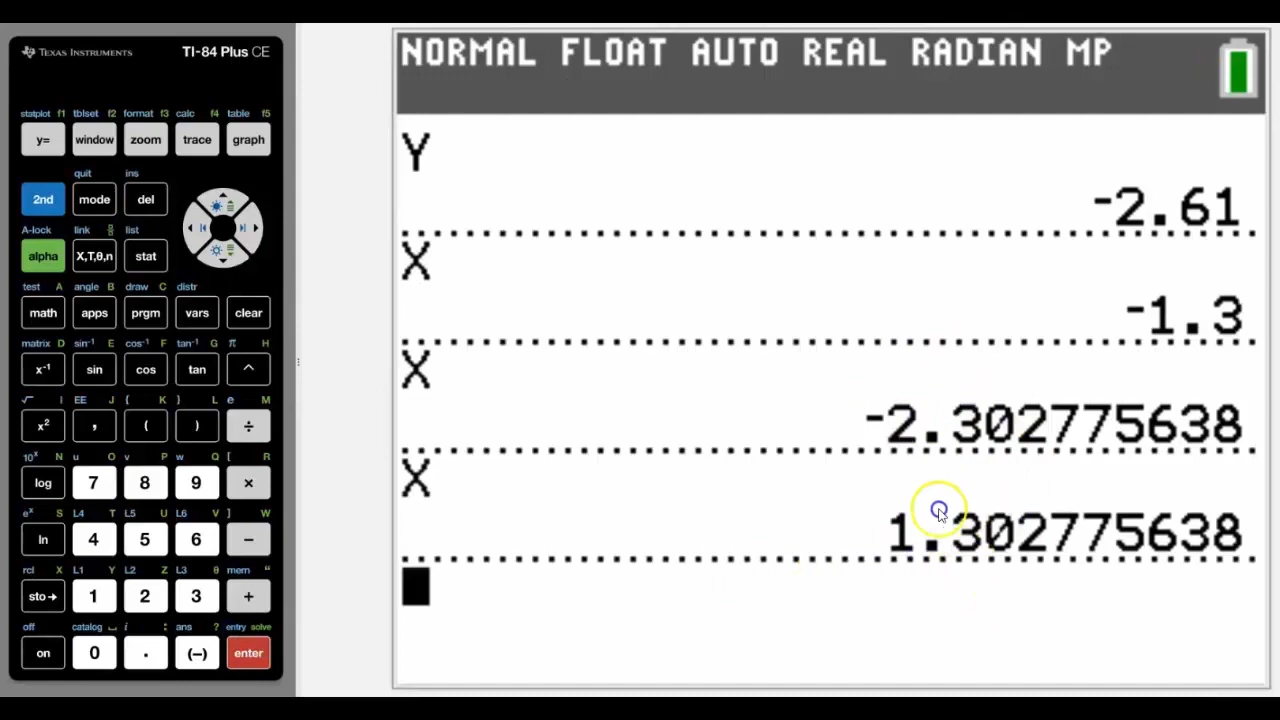 TEXAS INSTRUMENTS TI-84 Plus CE
statplot f1 tblset f2 format f3 calc f4 table f5
y= window zoom trace graph
quit ins
2nd mode del
A-lock link list
alpha X,T,θ,n stat
test A angle B draw C distr
math apps prgm vars clear
matrix D sin⁻¹ E cos⁻¹ F tan⁻¹ G π H
x⁻¹ sin cos tan ^
√ I EE J { K } L e M
x² , ( ) ÷
10ˣ N u O v P w Q [ R
log 7 8 9 ×
eˣ S L4 T L5 U L6 V ] W
ln 4 5 6 −
rcl X L1 Y L2 Z L3 θ mem “
sto→ 1 2 3 +
off catalog ⎵ i : ans ? entry solve
on 0 . (−) enter
NORMAL FLOAT AUTO REAL RADIAN MP
Y
-2.61
X
-1.3
X
-2.302775638
X
1.302775638